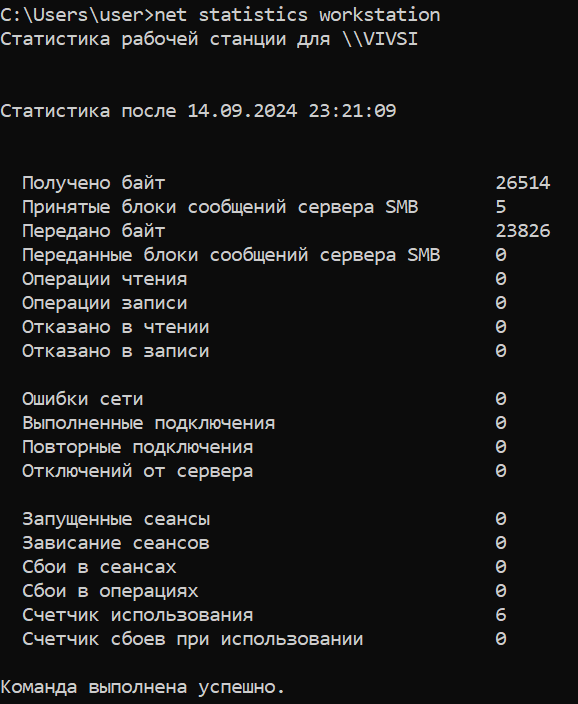 C:\Users\user>net statistics workstation
Статистика рабочей станции для \\VIVSI
Статистика после 14.09.2024 23:21:09
Получено байт 26514
Принятые блоки сообщений сервера SMB 5
Передано байт 23826
Переданные блоки сообщений сервера SMB 0
Операции чтения 0
Операции записи 0
Отказано в чтении 0
Отказано в записи 0
Ошибки сети 0
Выполненные подключения 0
Повторные подключения 0
Отключений от сервера 0
Запущенные сеансы 0
Зависание сеансов 0
Сбои в сеансах 0
Сбои в операциях 0
Счетчик использования 6
Счетчик сбоев при использовании 0
Команда выполнена успешно.